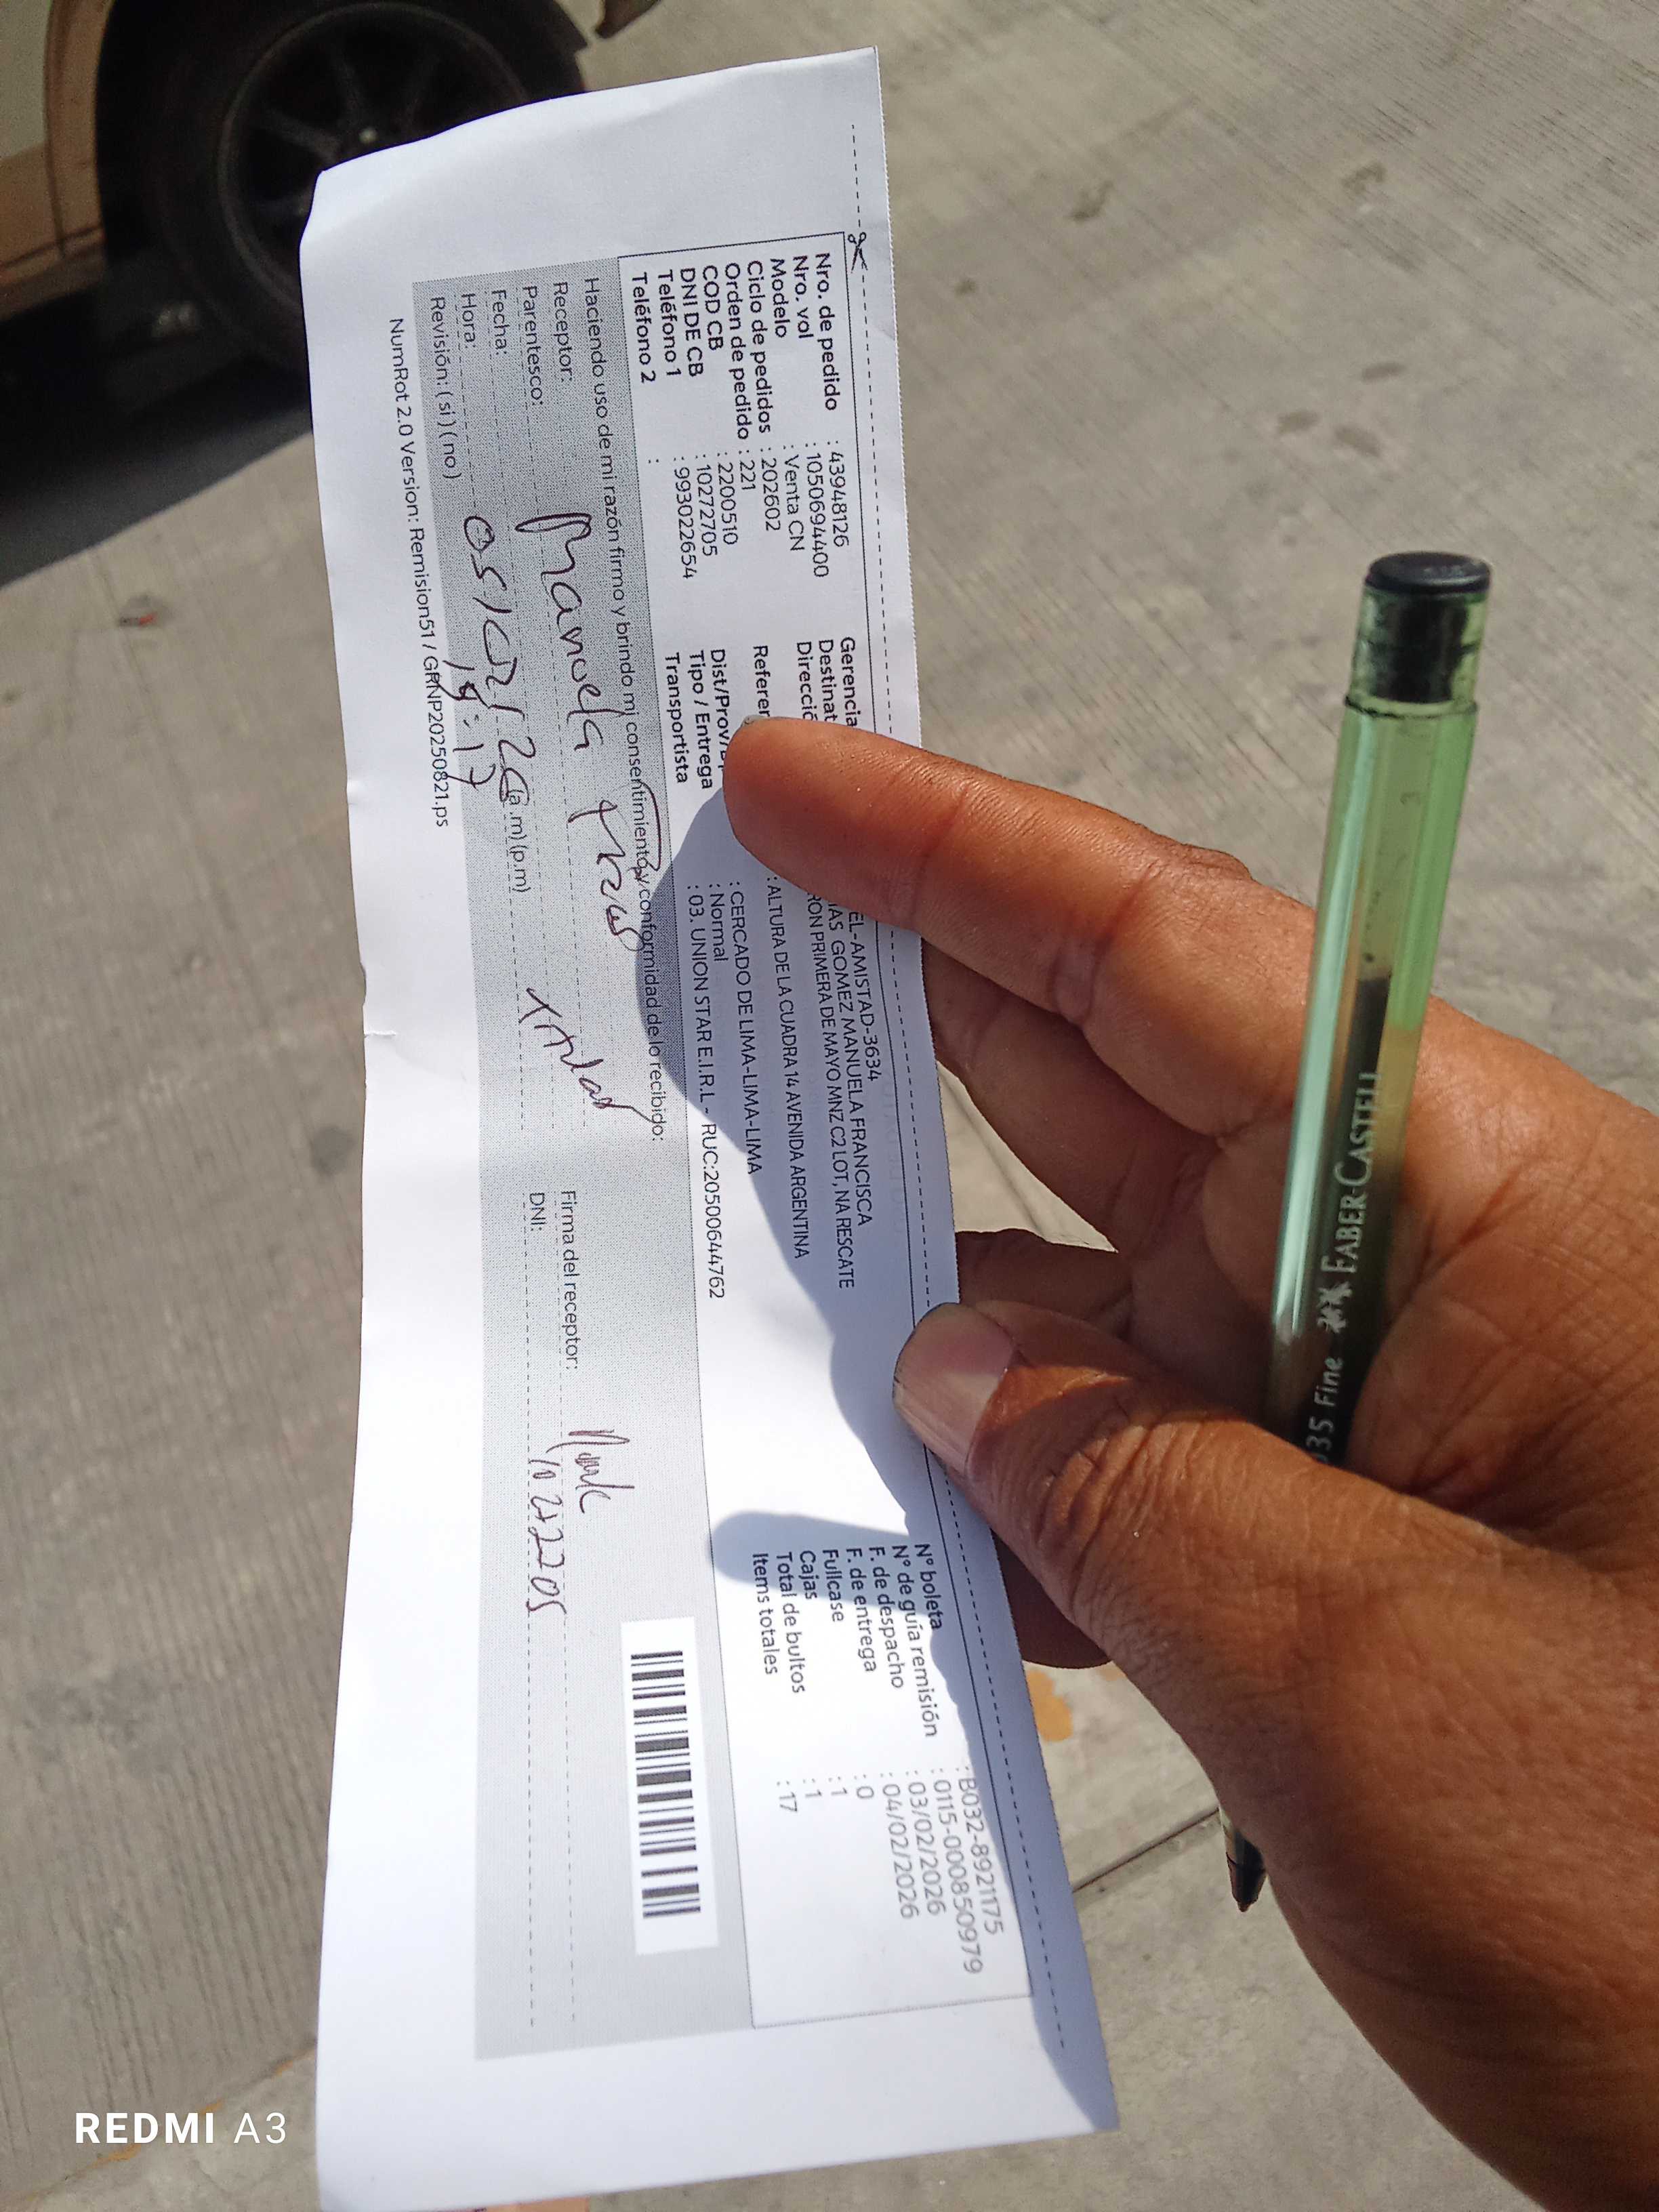 Nro. de pedido : 43948126
Nro. vol : 1050694400
Modelo : Venta CN
Ciclo de pedidos : 202602
Orden de pedido : 221
COD CB : 2200510
DNI DE CB : 10272705
Teléfono 1 : 993022654
Teléfono 2 :
Gerencia EL-AMISTAD-3634
Destinat IAS GOMEZ MANUELA FRANCISCA
Direcció RON PRIMERA DE MAYO MNZ C2 LOT, NA RESCATE
Referen : ALTURA DE LA CUADRA 14 AVENIDA ARGENTINA
Dist/Prov/ : CERCADO DE LIMA-LIMA-LIMA
Tipo / Entrega : Normal
Transportista : 03. UNION STAR E.I.R.L - RUC:20500644762
N° boleta : B032-8921175
N° de guía remisión : 0115-000850979
F. de despacho : 03/02/2026
F. de entrega : 04/02/2026
Fullcase : 0
Cajas : 1
Total de bultos : 1
Items totales : 17
Haciendo uso de mi razón firmo y brindo mi consentimiento y conformidad de lo recibido:
Receptor: Manuela
Parentesco: titular
Fecha: 05/02/26
Hora: (a.m) (p.m)
Revisión: ( si ) ( no )
Firma del receptor:
DNI:
NumRot 2.0 Version: Remision51 / GRNP20250821.ps
FABER-CASTELL
035 Fine
REDMI A3